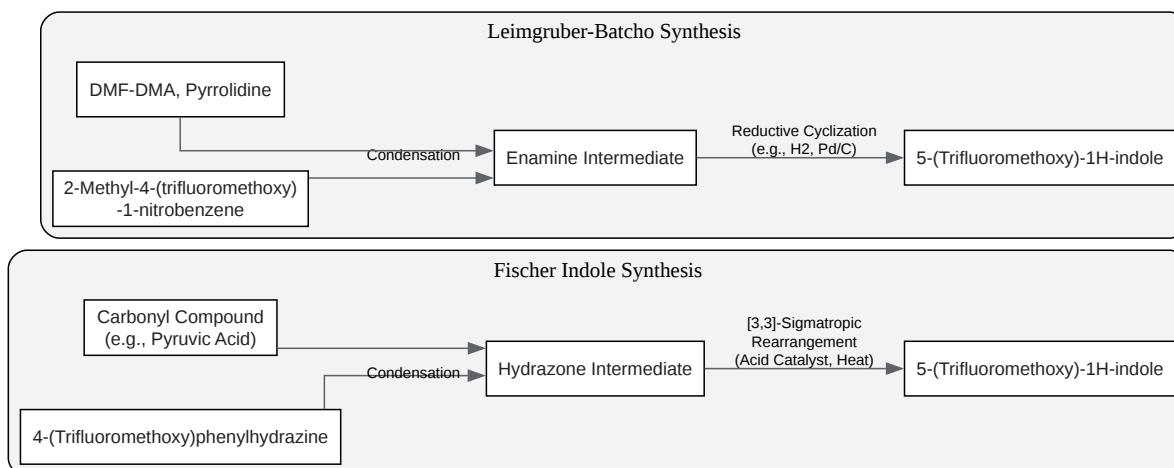 Leimgruber-Batcho Synthesis
DMF-DMA, Pyrrolidine
Condensation
2-Methyl-4-(trifluoromethoxy)
-1-nitrobenzene
Enamine Intermediate
Reductive Cyclization
(e.g., H2, Pd/C)
5-(Trifluoromethoxy)-1H-indole
Fischer Indole Synthesis
Carbonyl Compound
(e.g., Pyruvic Acid)
Condensation
4-(Trifluoromethoxy)phenylhydrazine
Hydrazone Intermediate
[3,3]-Sigmatropic
Rearrangement
(Acid Catalyst, Heat)
5-(Trifluoromethoxy)-1H-indole